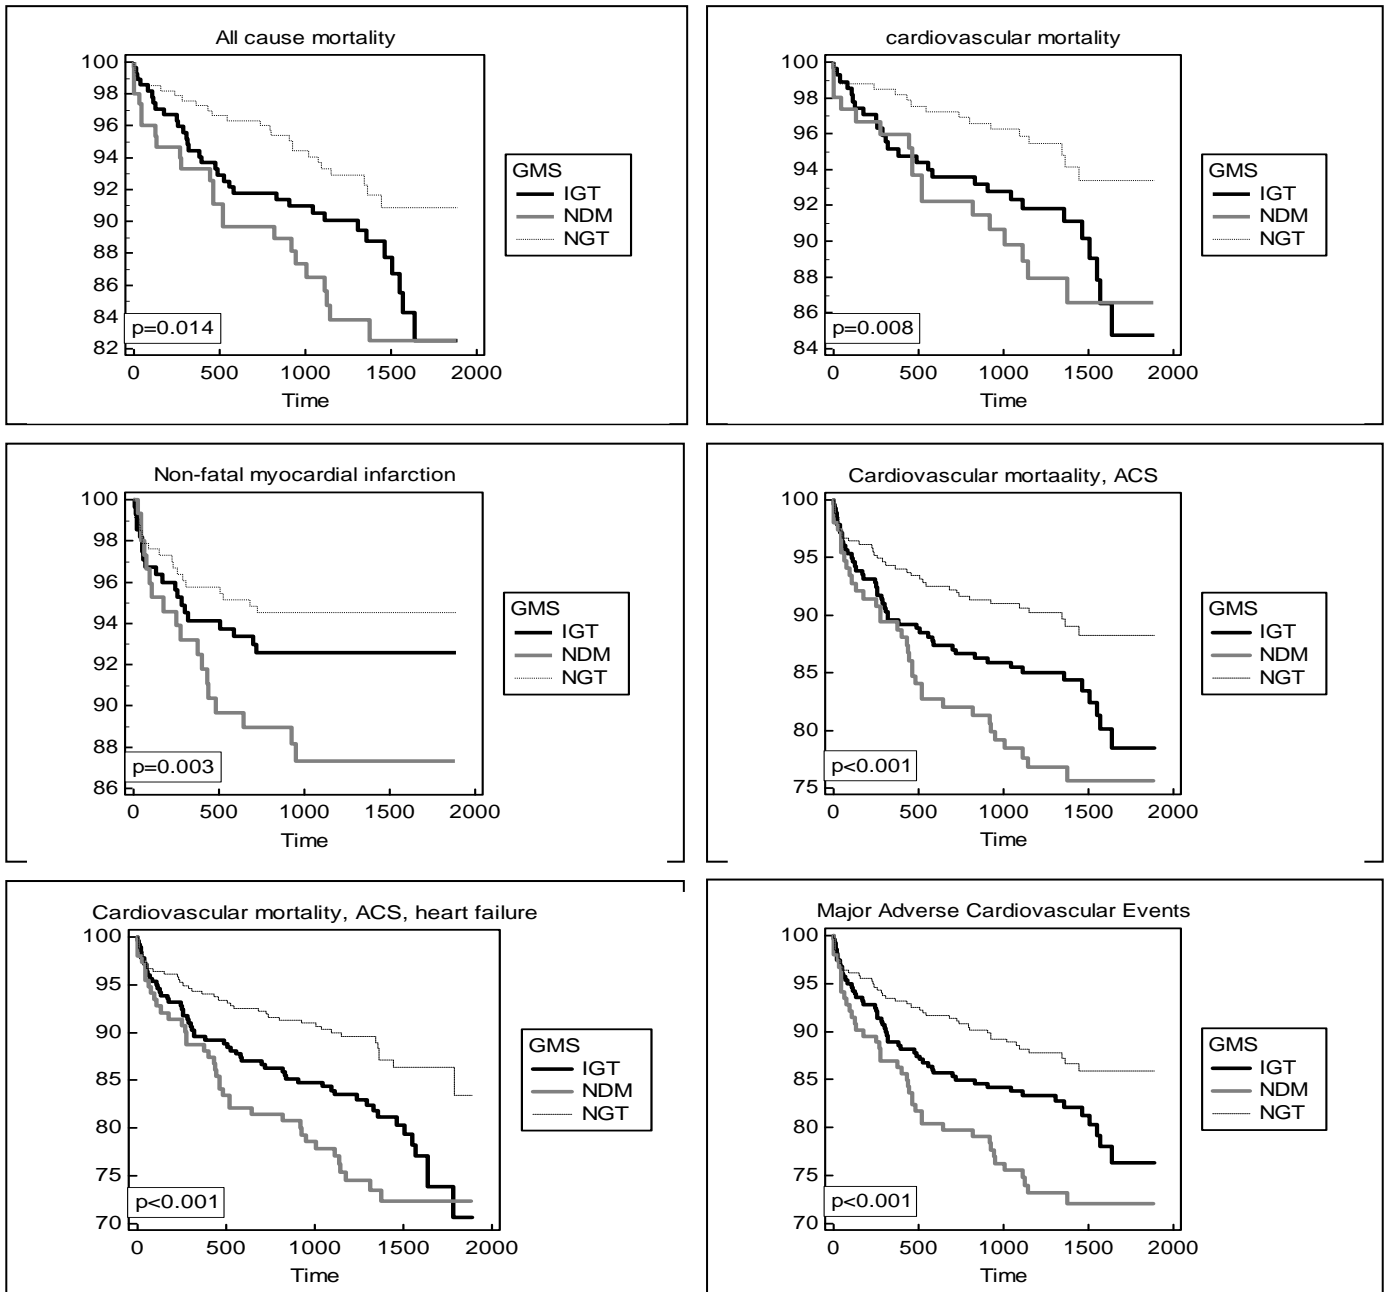 All cause mortality
100
98
96
94
92
90
88
86
84
82
p=0.014
0 500 1000 1500 2000
Time
GMS
IGT
NDM
NGT
cardiovascular mortality
100
98
96
94
92
90
88
86
84
p=0.008
0 500 1000 1500 2000
Time
GMS
IGT
NDM
NGT
Non-fatal myocardial infarction
100
98
96
94
92
90
88
86
p=0.003
0 500 1000 1500 2000
Time
GMS
IGT
NDM
NGT
Cardiovascular mortaality, ACS
100
95
90
85
80
75
p<0.001
0 500 1000 1500 2000
Time
GMS
IGT
NDM
NGT
Cardiovascular mortality, ACS, heart failure
100
95
90
85
80
75
70
p<0.001
0 500 1000 1500 2000
Time
GMS
IGT
NDM
NGT
Major Adverse Cardiovascular Events
100
95
90
85
80
75
70
p<0.001
0 500 1000 1500 2000
Time
GMS
IGT
NDM
NGT